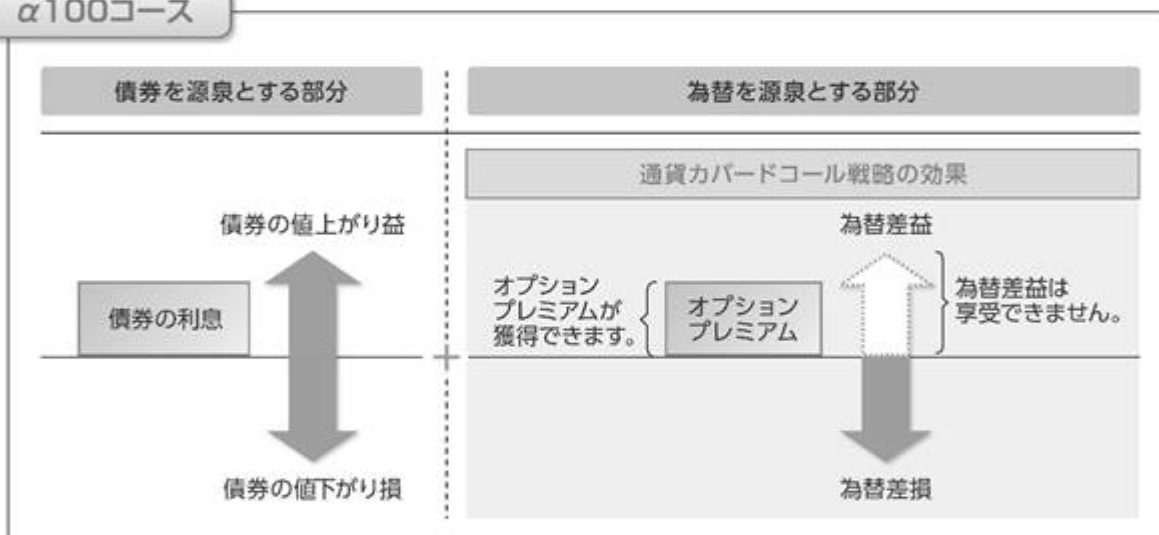 α100コース
債券を源泉とする部分
為替を源泉とする部分
通貨カバードコール戦略の効果
債券の値上がり益
為替差益
債券の利息
オプション
プレミアムが
獲得できます。
オプション
プレミアム
為替差益は
享受できません。
債券の値下がり損
為替差損